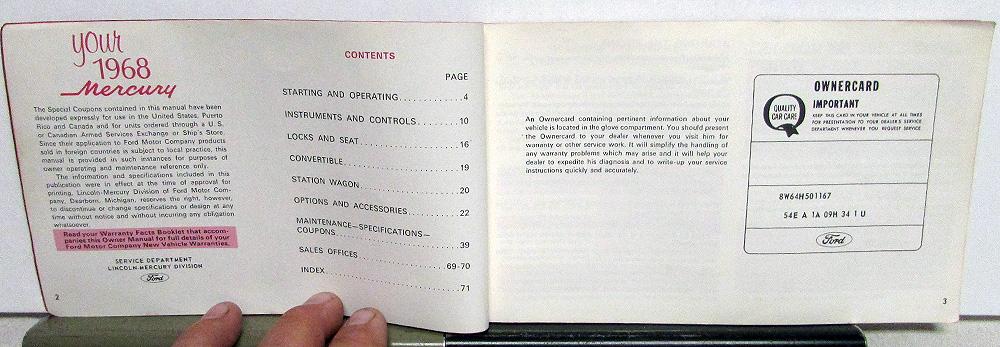 your
1968
Mercury
The Special Coupons contained in this manual have been
developed expressly for use in the United States, Puerto
Rico and Canada and for units ordered through a U.S.
or Canadian Armed Services Exchange or Ship's Store.
Since their application to Ford Motor Company products
sold in foreign countries is subject to local practice, this
manual is provided in such instances for purposes of
owner operating and maintenance reference only.
The information and specifications included in this
publication were in effect at the time of approval for
printing. Lincoln-Mercury Division of Ford Motor Com-
pany, Dearborn, Michigan, reserves the right, however,
to discontinue or change specifications or design at any
time without notice and without incurring any obligation
whatsoever.
Read your Warranty Facts Booklet that accom-
panies this Owner Manual for full details of your
Ford Motor Company New Vehicle Warranties.
SERVICE DEPARTMENT
LINCOLN-MERCURY DIVISION
Ford
2
CONTENTS
PAGE
STARTING AND OPERATING............4
INSTRUMENTS AND CONTROLS........10
LOCKS AND SEAT......................16
CONVERTIBLE.........................19
STATION WAGON......................20
OPTIONS AND ACCESSORIES...........22
MAINTENANCE—SPECIFICATIONS—
COUPONS............................39
SALES OFFICES....................69-70
INDEX................................71
An Ownercard containing pertinent information about your
vehicle is located in the glove compartment. You should present
the Ownercard to your dealer whenever you visit him for
warranty or other service work. It will simplify the handling of
any warranty problems which may arise and it will help your
dealer to expedite his diagnosis and to write-up your service
instructions quickly and accurately.
QUALITY
CAR CARE
OWNERCARD
IMPORTANT
KEEP THIS CARD IN YOUR VEHICLE AT ALL TIMES
FOR PRESENTATION TO YOUR DEALER'S SERVICE
DEPARTMENT WHENEVER YOU REQUEST SERVICE
8W64H501167
54E A 1A 09H 34 1 U
Ford
3